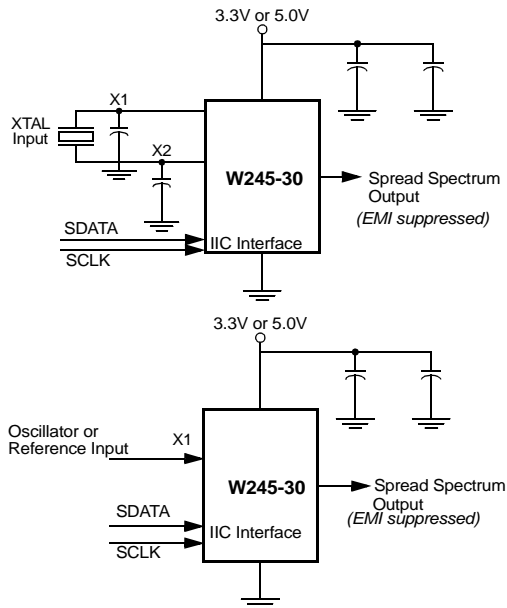 3.3V or 5.0V
X1
XTAL
Input
X2
W245-30
Spread Spectrum
Output
(EMI suppressed)
SDATA
IIC Interface
SCLK
3.3V or 5.0V
Oscillator or
Reference Input
X1
W245-30
Spread Spectrum
Output
(EMI suppressed)
SDATA
IIC Interface
SCLK